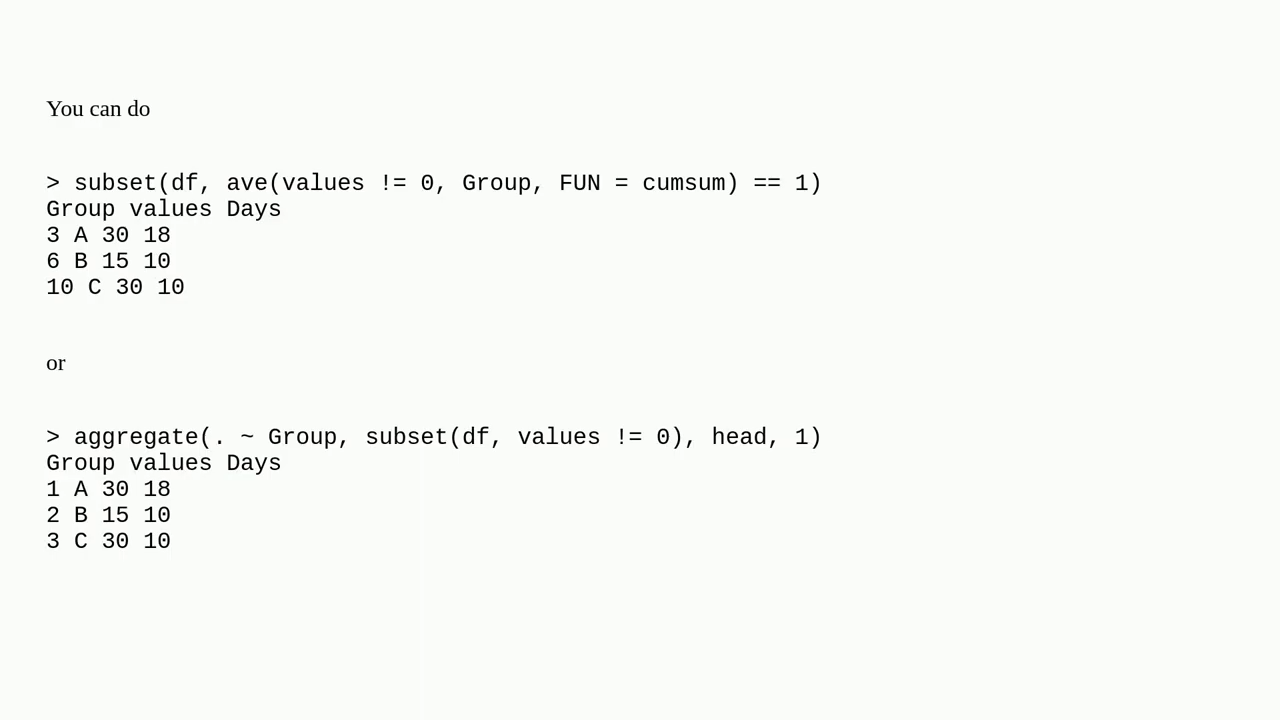 You can do
> subset(df, ave(values != 0, Group, FUN = cumsum) == 1)
Group values Days
3 A 30 18
6 B 15 10
10 C 30 10
or
> aggregate(. ~ Group, subset(df, values != 0), head, 1)
Group values Days
1 A 30 18
2 B 15 10
3 C 30 10